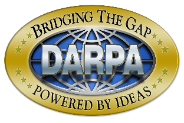 BRIDGING THE GAP
DARPA
POWERED BY IDEAS